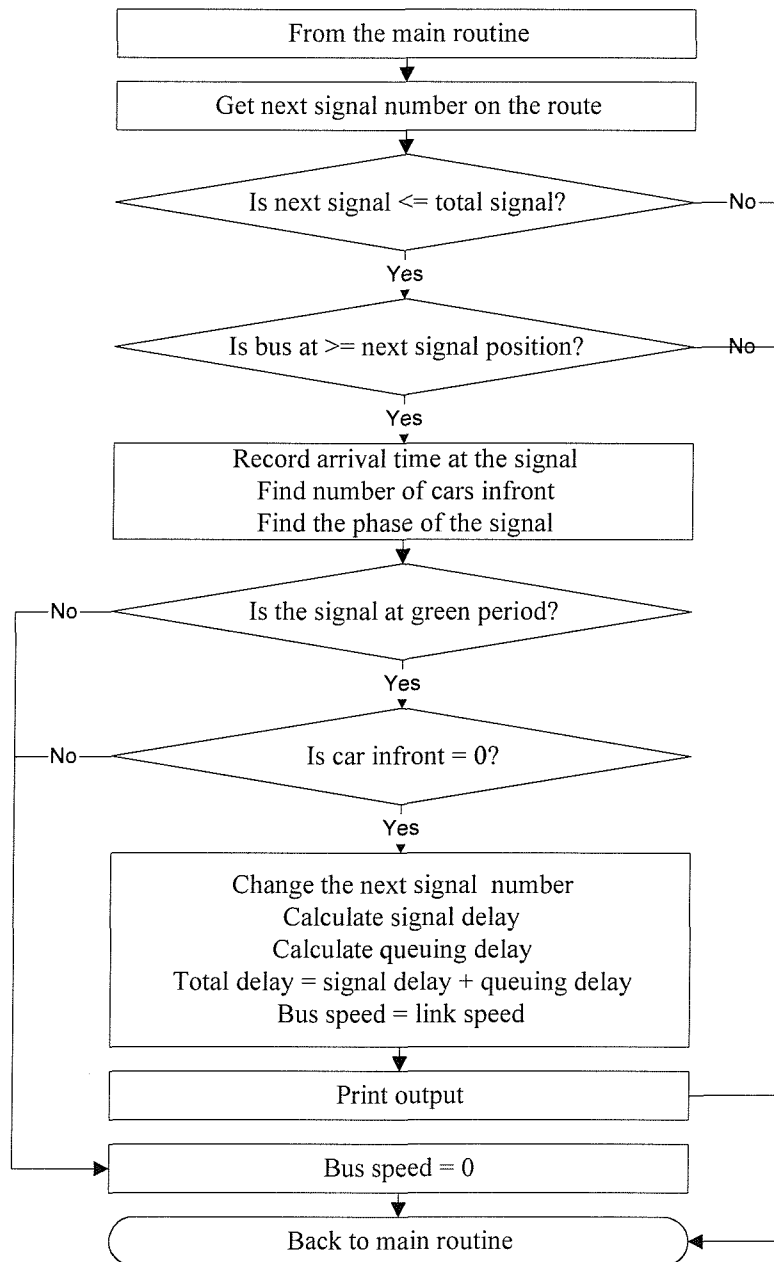 From the main routine
Get next signal number on the route
Is next signal <= total signal?
No
Yes
Is bus at >= next signal position?
No
Yes
Record arrival time at the signal
Find number of cars infront
Find the phase of the signal
No
Is the signal at green period?
Yes
No
Is car infront = 0?
Yes
Change the next signal number
Calculate signal delay
Calculate queuing delay
Total delay = signal delay + queuing delay
Bus speed = link speed
Print output
Bus speed = 0
Back to main routine